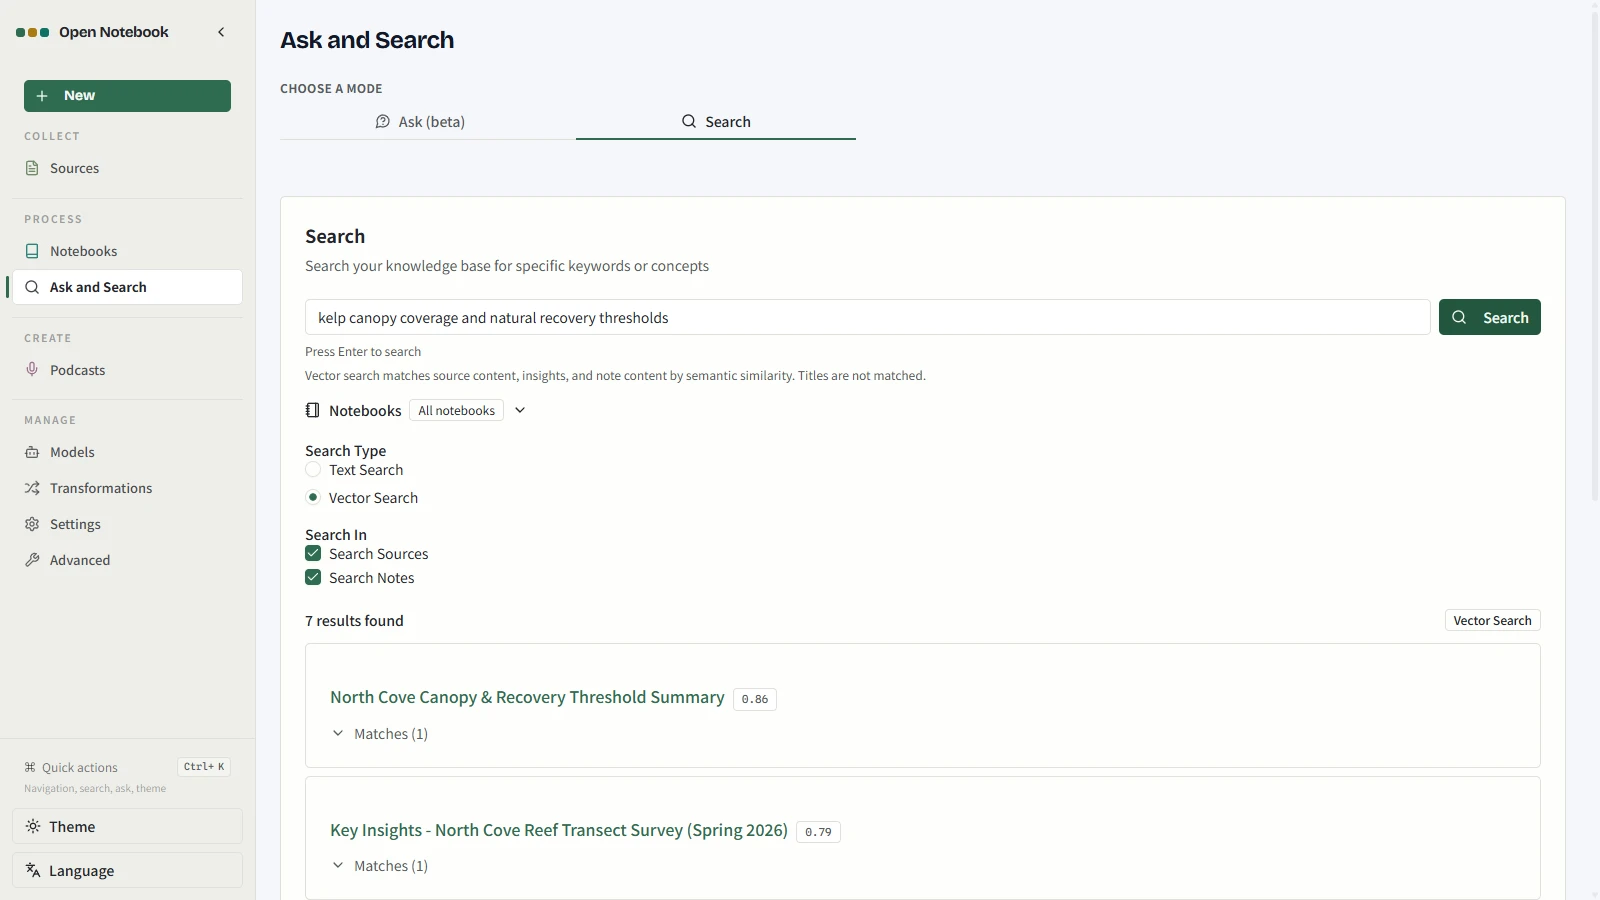 Open Notebook
New
COLLECT
Sources
PROCESS
Notebooks
Ask and Search
CREATE
Podcasts
MANAGE
Models
Transformations
Settings
Advanced
Quick actions
Ctrl+ K
Navigation, search, ask, theme
Theme
Language
Ask and Search
CHOOSE A MODE
Ask (beta)
Search
Search
Search your knowledge base for specific keywords or concepts
kelp canopy coverage and natural recovery thresholds
Search
Press Enter to search
Vector search matches source content, insights, and note content by semantic similarity. Titles are not matched.
Notebooks
All notebooks
Search Type
Text Search
Vector Search
Search In
Search Sources
Search Notes
7 results found
Vector Search
North Cove Canopy & Recovery Threshold Summary
0.86
Matches (1)
Key Insights - North Cove Reef Transect Survey (Spring 2026)
0.79
Matches (1)